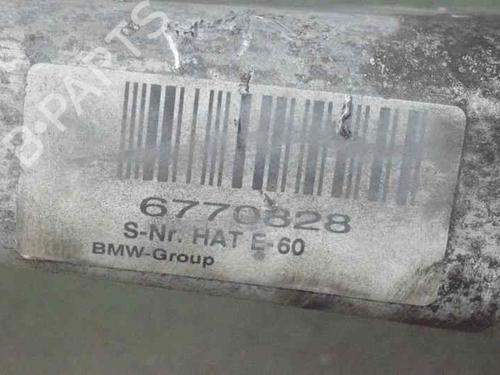 B-PARTS
6770828
S-Nr. HAT E-60
BMW-Group